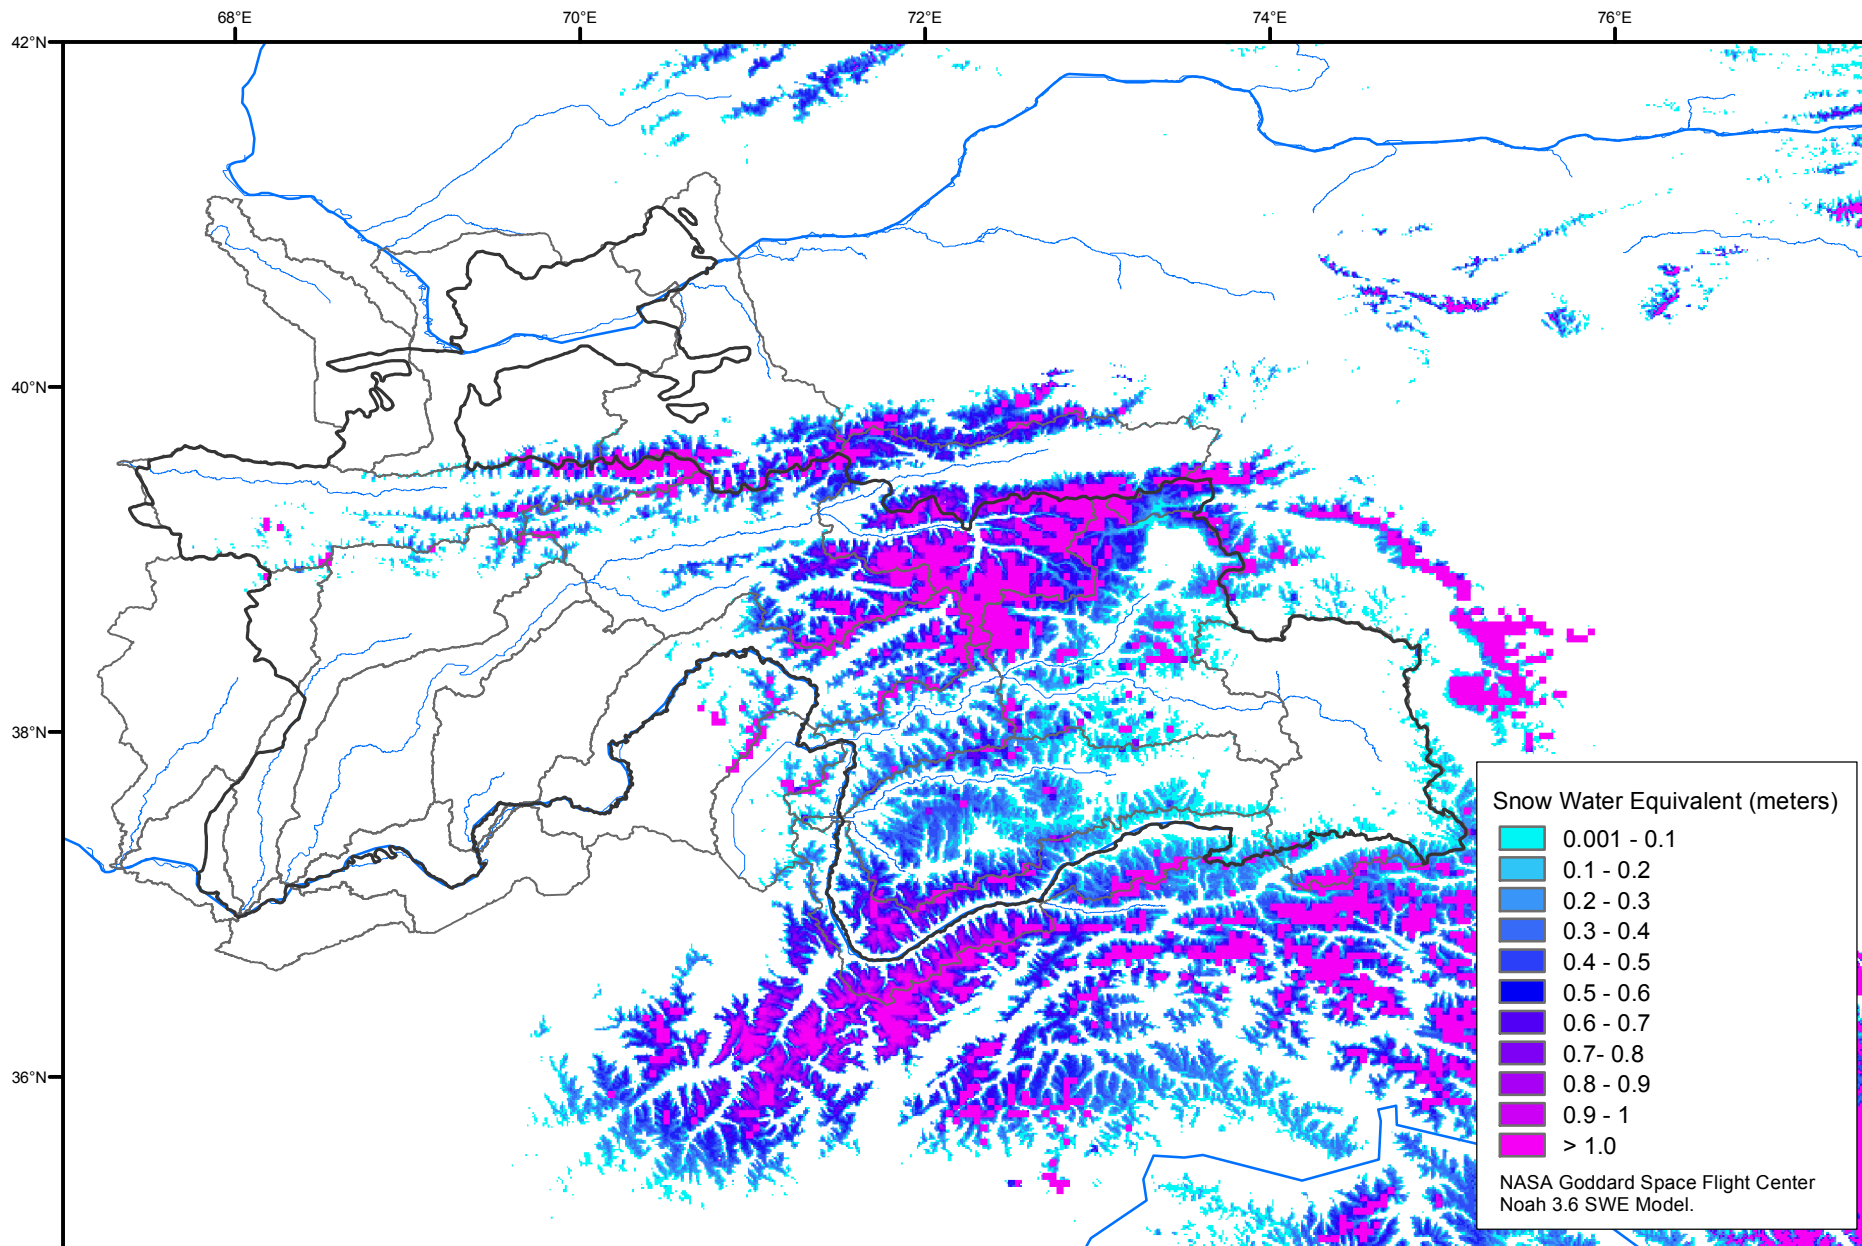 68°E
70°E
72°E
74°E
76°E
42°N
40°N
38°N
36°N
Snow Water Equivalent (meters)
0.001 - 0.1
0.1 - 0.2
0.2 - 0.3
0.3 - 0.4
0.4 - 0.5
0.5 - 0.6
0.6 - 0.7
0.7- 0.8
0.8 - 0.9
0.9 - 1
> 1.0
NASA Goddard Space Flight Center
Noah 3.6 SWE Model.